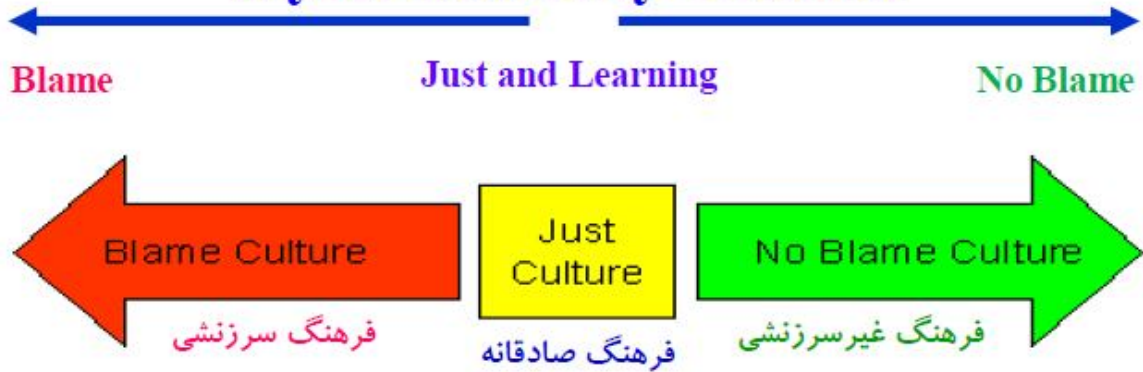 Blame
Just and Learning
No Blame
Blame Culture
Just
Culture
No Blame Culture
فرهنگ سرزنشی
فرهنگ صادقانه
فرهنگ غیرسرزنشی